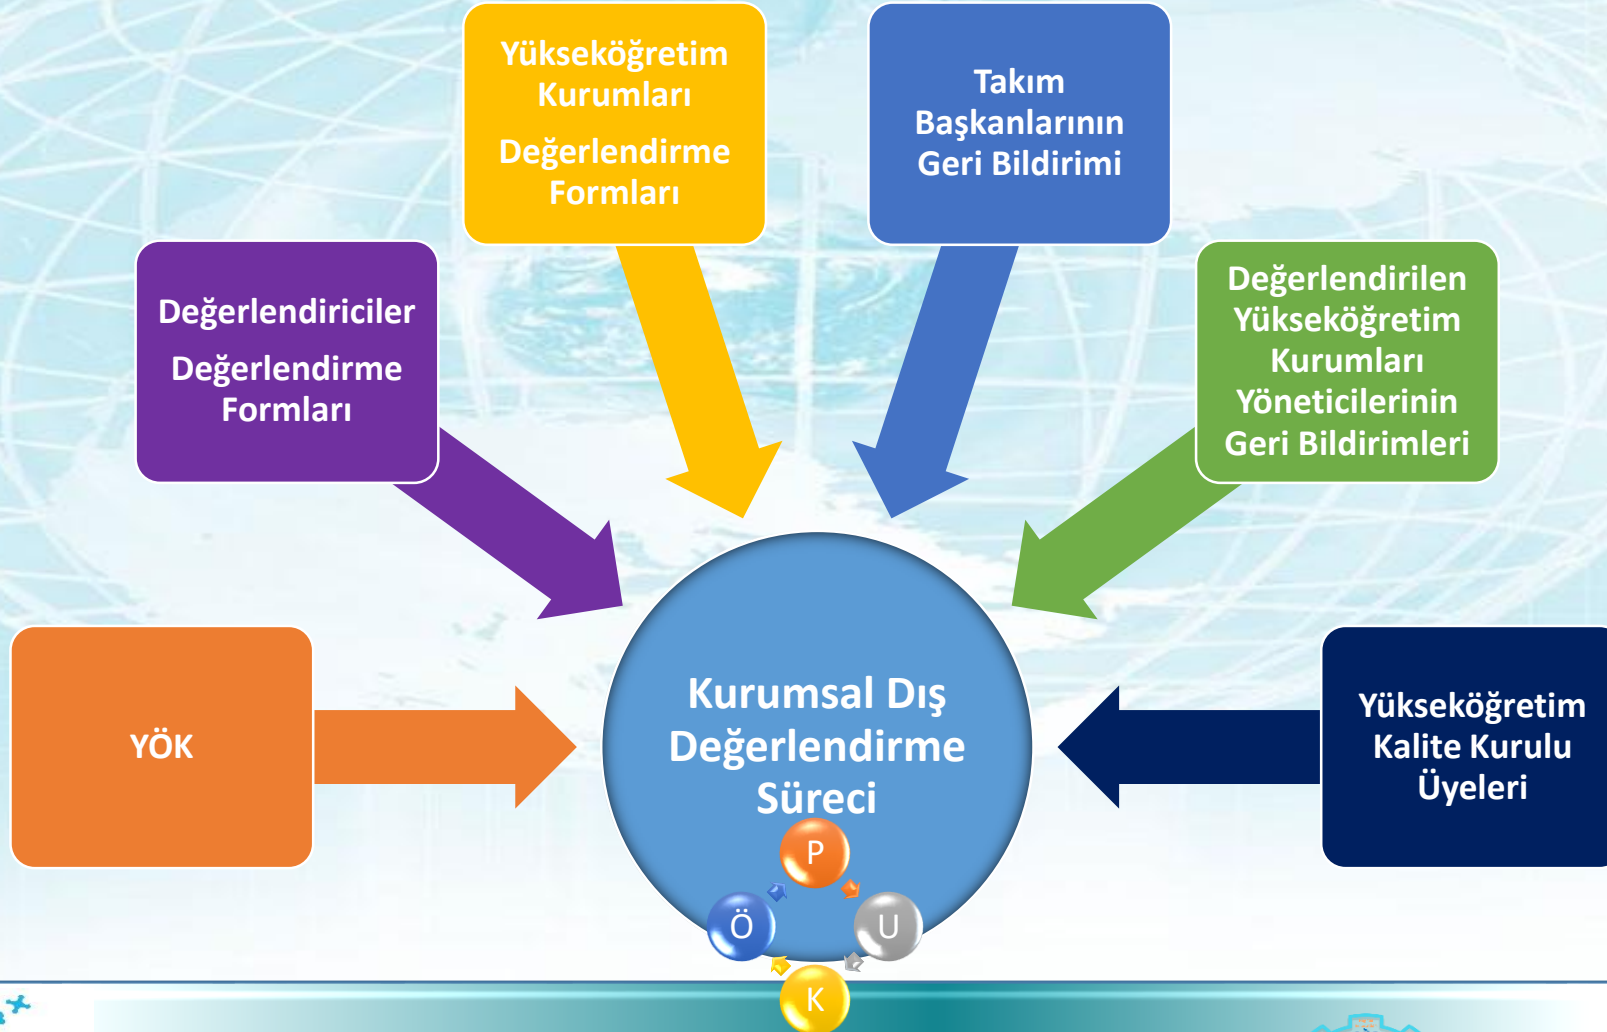 Yükseköğretim
Kurumları
Değerlendirme
Formları
Takım
Başkanlarının
Geri Bildirimi
Değerlendiriciler
Değerlendirme
Formları
Değerlendirilen
Yükseköğretim
Kurumları
Yöneticilerinin
Geri Bildirimleri
YÖK
Kurumsal Dış
Değerlendirme
Süreci
Yükseköğretim
Kalite Kurulu
Üyeleri
P
Ö
U
K